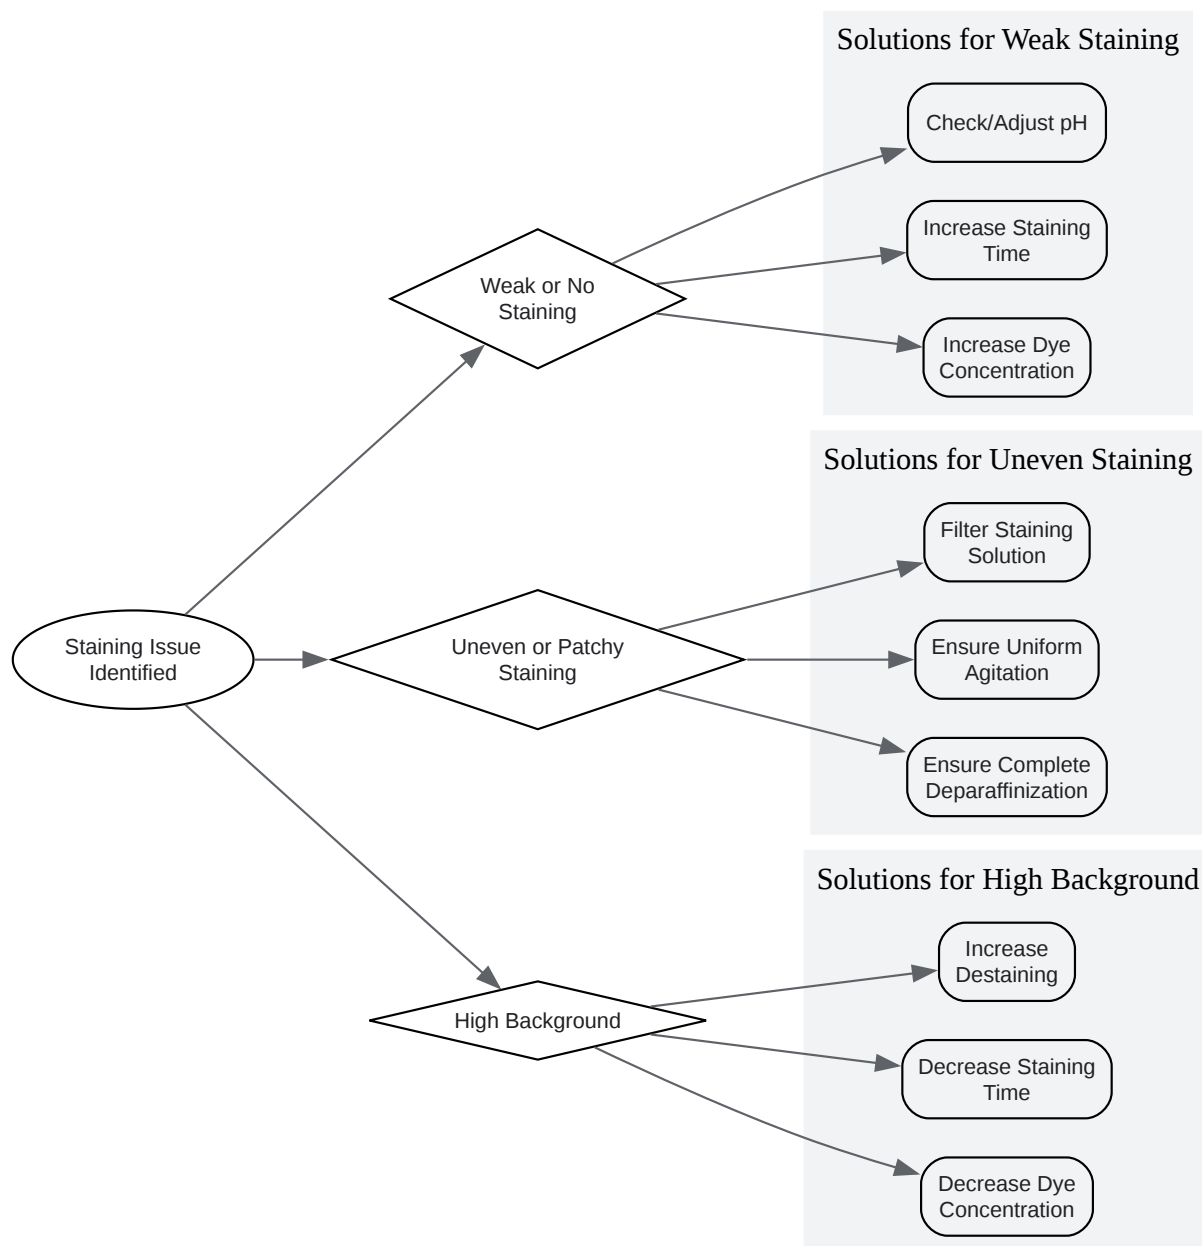 Solutions for Weak Staining
Check/Adjust pH
Increase Staining
Time
Weak or No
Staining
Increase Dye
Concentration
Solutions for Uneven Staining
Filter Staining
Solution
Staining Issue
Identified
Uneven or Patchy
Staining
Ensure Uniform
Agitation
Ensure Complete
Deparaffinization
Solutions for High Background
Increase
Destaining
High Background
Decrease Staining
Time
Decrease Dye
Concentration